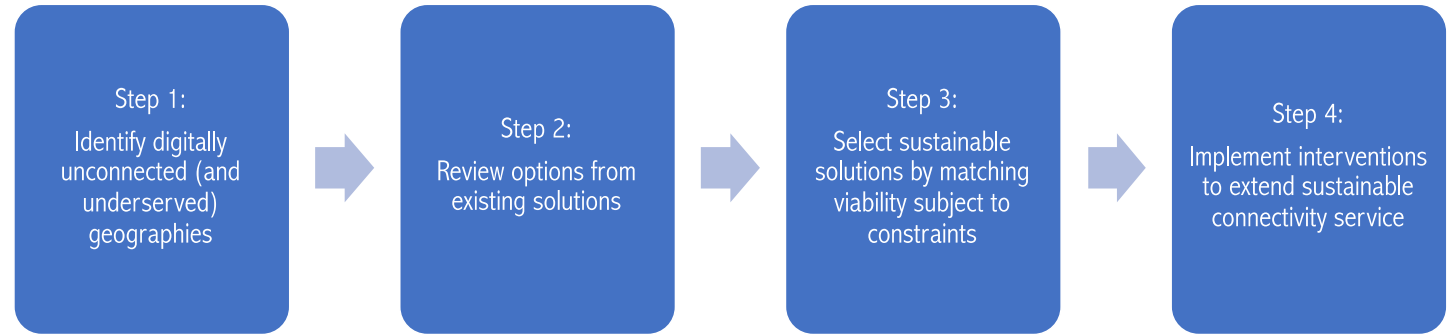 Step 1:
Identify digitally
unconnected (and
underserved)
geographies
Step 2:
Review options from
existing solutions
Step 3:
Select sustainable
solutions by matching
viability subject to
constraints
Step 4:
Implement interventions
to extend sustainable
connectivity service